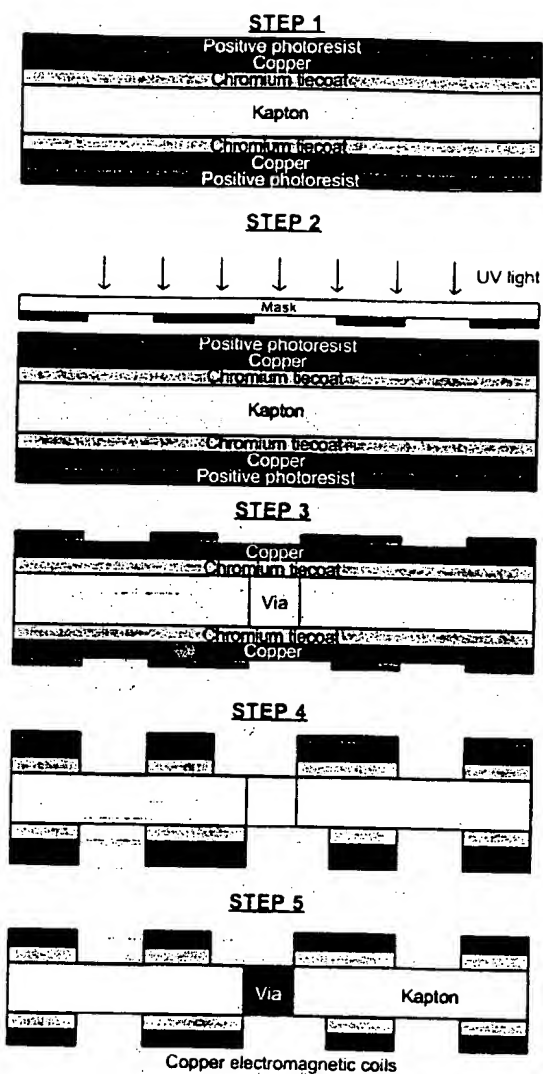 STEP 1
Positive photoresist
Copper
Chromium tiecoat
Kapton
Chromium tiecoat
Copper
Positive photoresist
STEP 2
UV light
Mask
Positive photoresist
Copper
Chromium tiecoat
Kapton
Chromium tiecoat
Copper
Positive photoresist
STEP 3
Copper
Chromium tiecoat
Via
Chromium tiecoat
Copper
STEP 4
STEP 5
Via Kapton
Copper electromagnetic coils